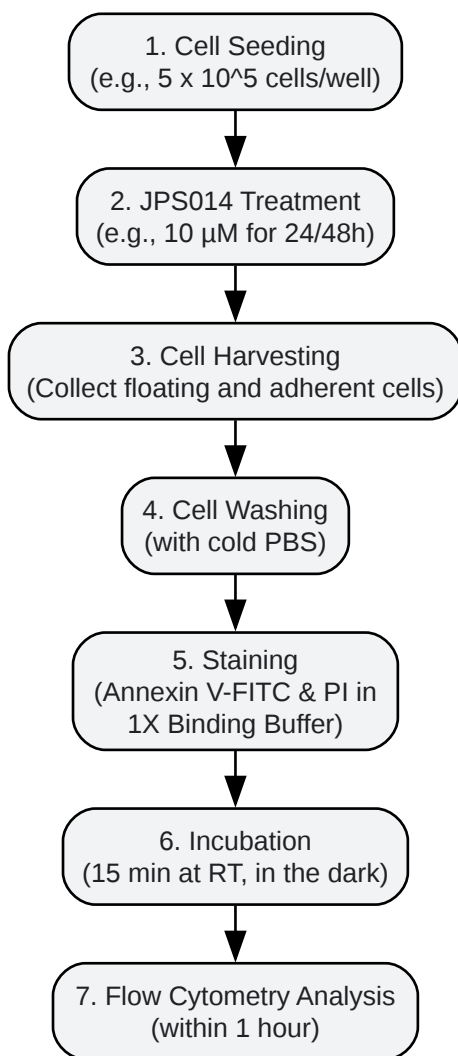 1. Cell Seeding
(e.g., 5 x 10^5 cells/well)
2. JPS014 Treatment
(e.g., 10 µM for 24/48h)
3. Cell Harvesting
(Collect floating and adherent cells)
4. Cell Washing
(with cold PBS)
5. Staining
(Annexin V-FITC & PI in
1X Binding Buffer)
6. Incubation
(15 min at RT, in the dark)
7. Flow Cytometry Analysis
(within 1 hour)